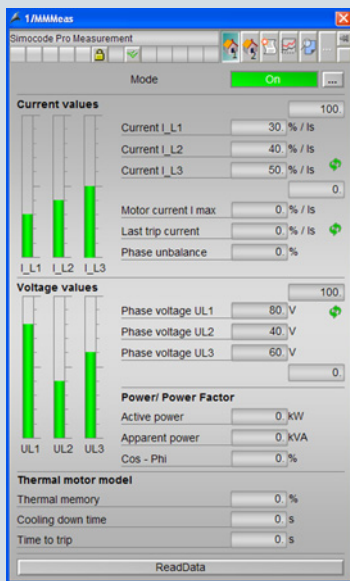 1/MMMeas
Simocode Pro Measurement
1 2
Mode On ...
Current values
100.
Current I_L1 30. % / Is
Current I_L2 40. % / Is
Current I_L3 50. % / Is
0.
Motor current I max 0. % / Is
Last trip current 0. % / Is
Phase unbalance 0. %
I_L1 I_L2 I_L3
Voltage values
100.
Phase voltage UL1 80. V
Phase voltage UL2 40. V
Phase voltage UL3 60. V
0.
Power/ Power Factor
Active power 0. kW
Apparent power 0. kVA
Cos - Phi 0. %
UL1 UL2 UL3
Thermal motor model
Thermal memory 0. %
Cooling down time 0. s
Time to trip 0. s
ReadData